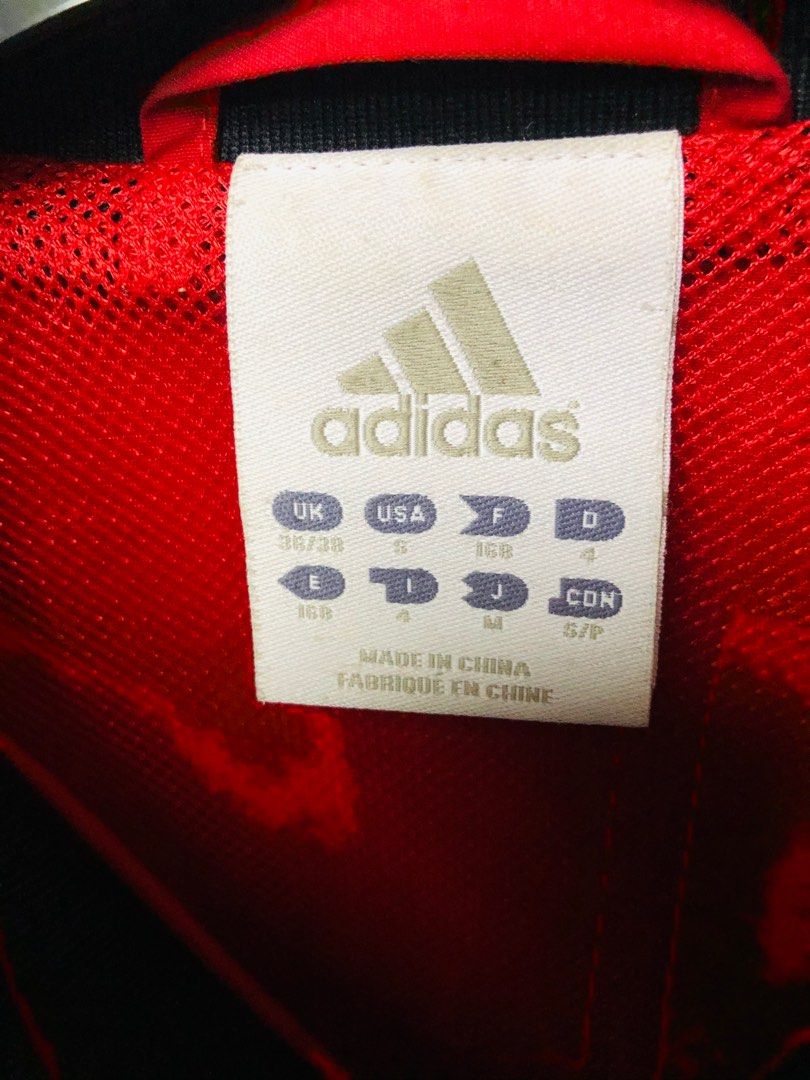 adidas
UK USA F D
36/38 S 168 4
E I J CON
168 4 M S/P
MADE IN CHINA
FABRIQUÉ EN CHINE